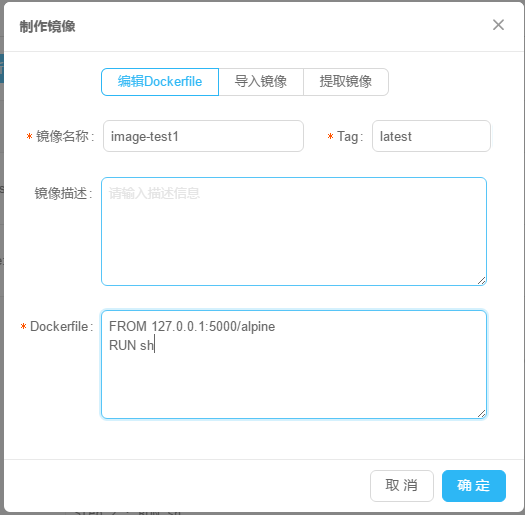 制作镜像
编辑Dockerfile 导入镜像 提取镜像
* 镜像名称: image-test1 * Tag: latest
镜像描述: 请输入描述信息
* Dockerfile: FROM 127.0.0.1:5000/alpine
RUN sh
取 消 确 定